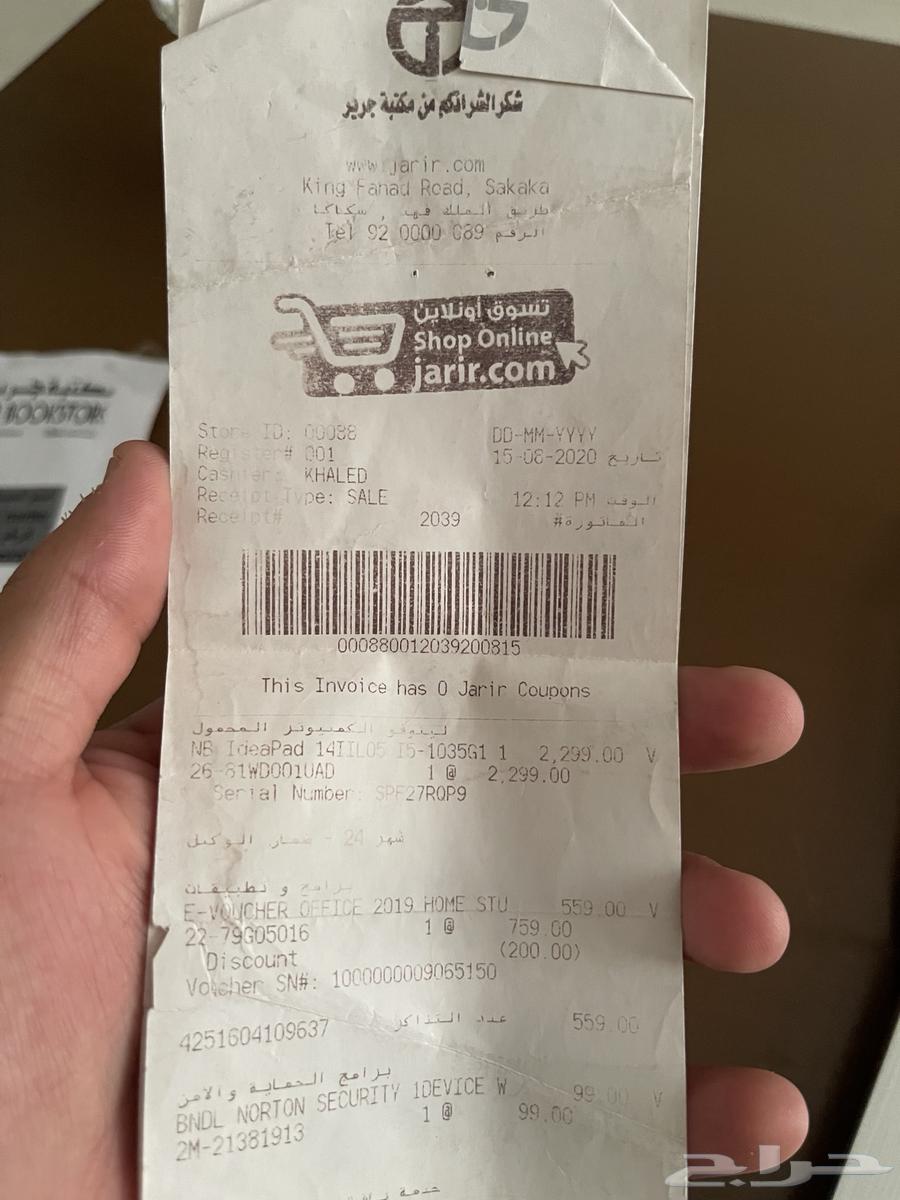 شكر الشرائكم من مكتبة جرير
www.jarir.com
King Fahad Road, Sakaka
طريق الملك فهد , سكاكا
Tel 92 0000 089 الرقم
تسوق أونلاين
Shop Online
jarir.com
BOOKSTORE
Store ID: 00088 DD-MM-YYYY
Register# 001 15-08-2020 تاريخ
Cashier: KHALED
Receipt Type: SALE 12:12 PM الوقت
Receipt# 2039 الفاتورة#
000880012039200815
This Invoice has 0 Jarir Coupons
لينوفو الكمبيوتر المحمول
NB IdeaPad 14IIL05 I5-1035G1 1 2,299.00 V
26-81WD001UAD 1 @ 2,299.00
Serial Number: SPF27RQP9
شهر 24 - ضمان الوكيل
برامج و تطبيقات
E-VOUCHER OFFICE 2019 HOME STU 559.00 V
22-79G05016 1 @ 759.00
Discount (200.00)
Voicher SN#: 1000000009065150
4251604109637 عدد التذاكر 559.00
برامج الحماية والامن
BNDL NORTON SECURITY 1DEVICE W 99.00 V
2M-21381913 1 @ 99.00
خدمة
حراج